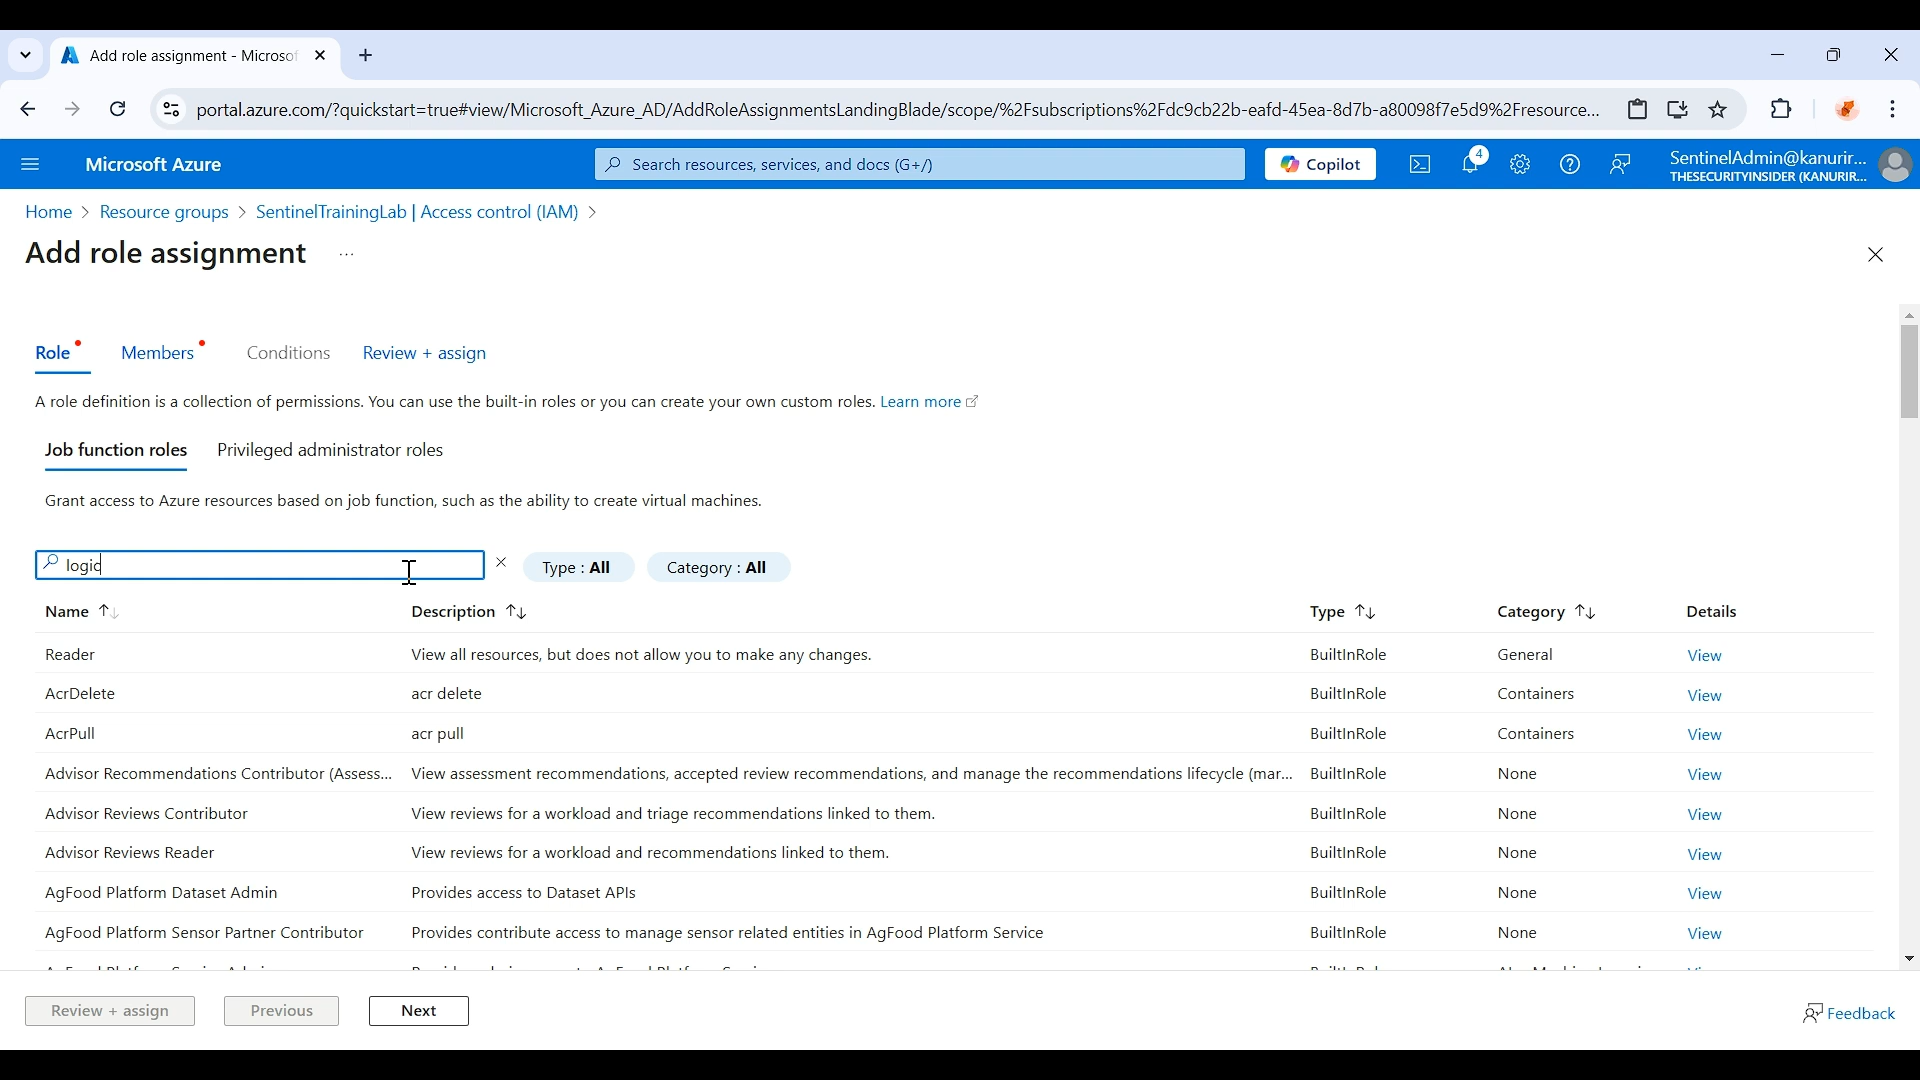 Add role assignment - Microsof
portal.azure.com/?quickstart=true#view/Microsoft_Azure_AD/AddRoleAssignmentsLandingBlade/scope/%2Fsubscriptions%2Fdc9cb22b-eafd-45ea-8d7b-a80098f7e5d9%2Fresource...
Microsoft Azure
Search resources, services, and docs (G+/)
Copilot
4
SentinelAdmin@kanurir...
THESECURITYINSIDER (KANURIR...
Home > Resource groups > SentinelTrainingLab | Access control (IAM) >
Add role assignment ...
Role Members Conditions Review + assign
A role definition is a collection of permissions. You can use the built-in roles or you can create your own custom roles. Learn more
Job function roles Privileged administrator roles
Grant access to Azure resources based on job function, such as the ability to create virtual machines.
logic Type : All Category : All
Name Description Type Category Details
Reader View all resources, but does not allow you to make any changes. BuiltInRole General View
AcrDelete acr delete BuiltInRole Containers View
AcrPull acr pull BuiltInRole Containers View
Advisor Recommendations Contributor (Assess... View assessment recommendations, accepted review recommendations, and manage the recommendations lifecycle (mar... BuiltInRole None View
Advisor Reviews Contributor View reviews for a workload and triage recommendations linked to them. BuiltInRole None View
Advisor Reviews Reader View reviews for a workload and recommendations linked to them. BuiltInRole None View
AgFood Platform Dataset Admin Provides access to Dataset APIs BuiltInRole None View
AgFood Platform Sensor Partner Contributor Provides contribute access to manage sensor related entities in AgFood Platform Service BuiltInRole None View
Review + assign Previous Next Feedback